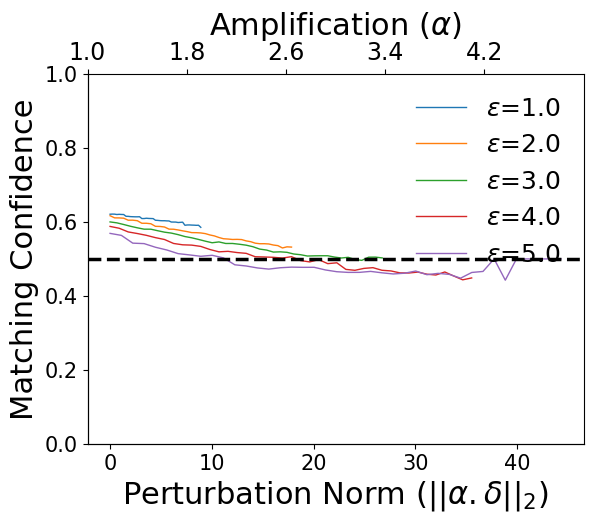 Amplification (α)
1.0 1.8 2.6 3.4 4.2
Matching Confidence
1.0
0.8
0.6
0.4
0.2
0.0
ε=1.0
ε=2.0
ε=3.0
ε=4.0
ε=5.0
0 10 20 30 40
Perturbation Norm (||α.δ||₂)